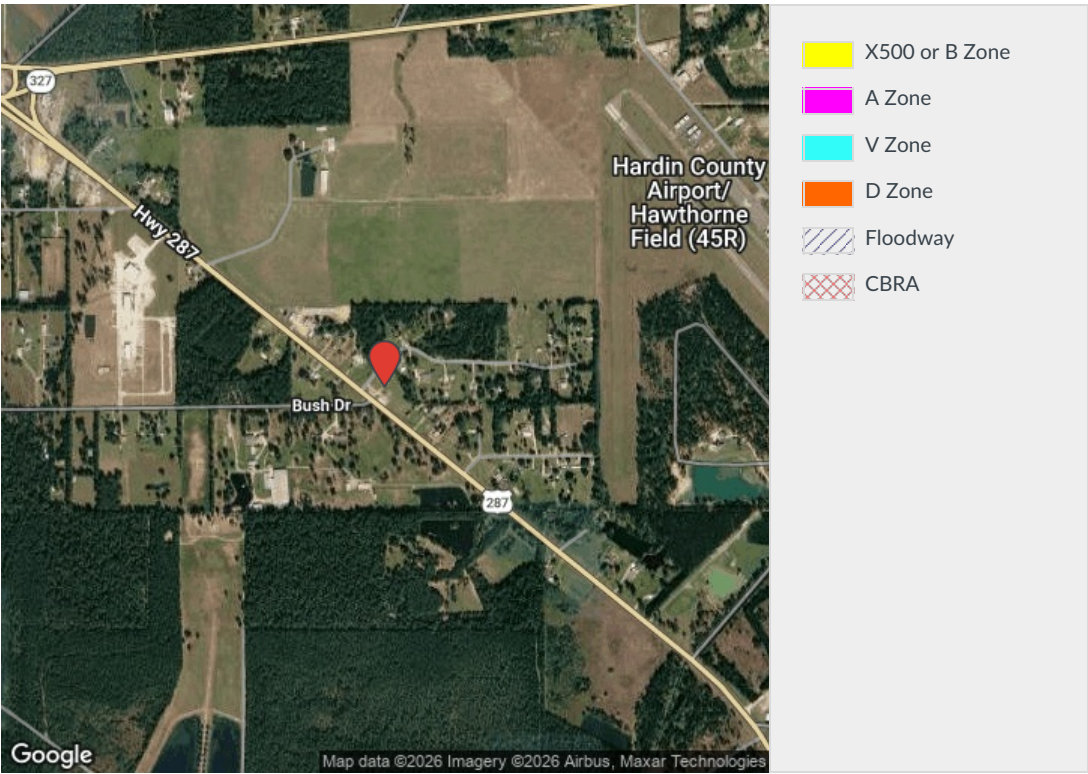 327
Hardin County
Airport/
Hawthorne
Field (45R)
Hwy 287
Bush Dr
287
Google
Map data ©2026 Imagery ©2026 Airbus, Maxar Technologies
X500 or B Zone
A Zone
V Zone
D Zone
Floodway
CBRA